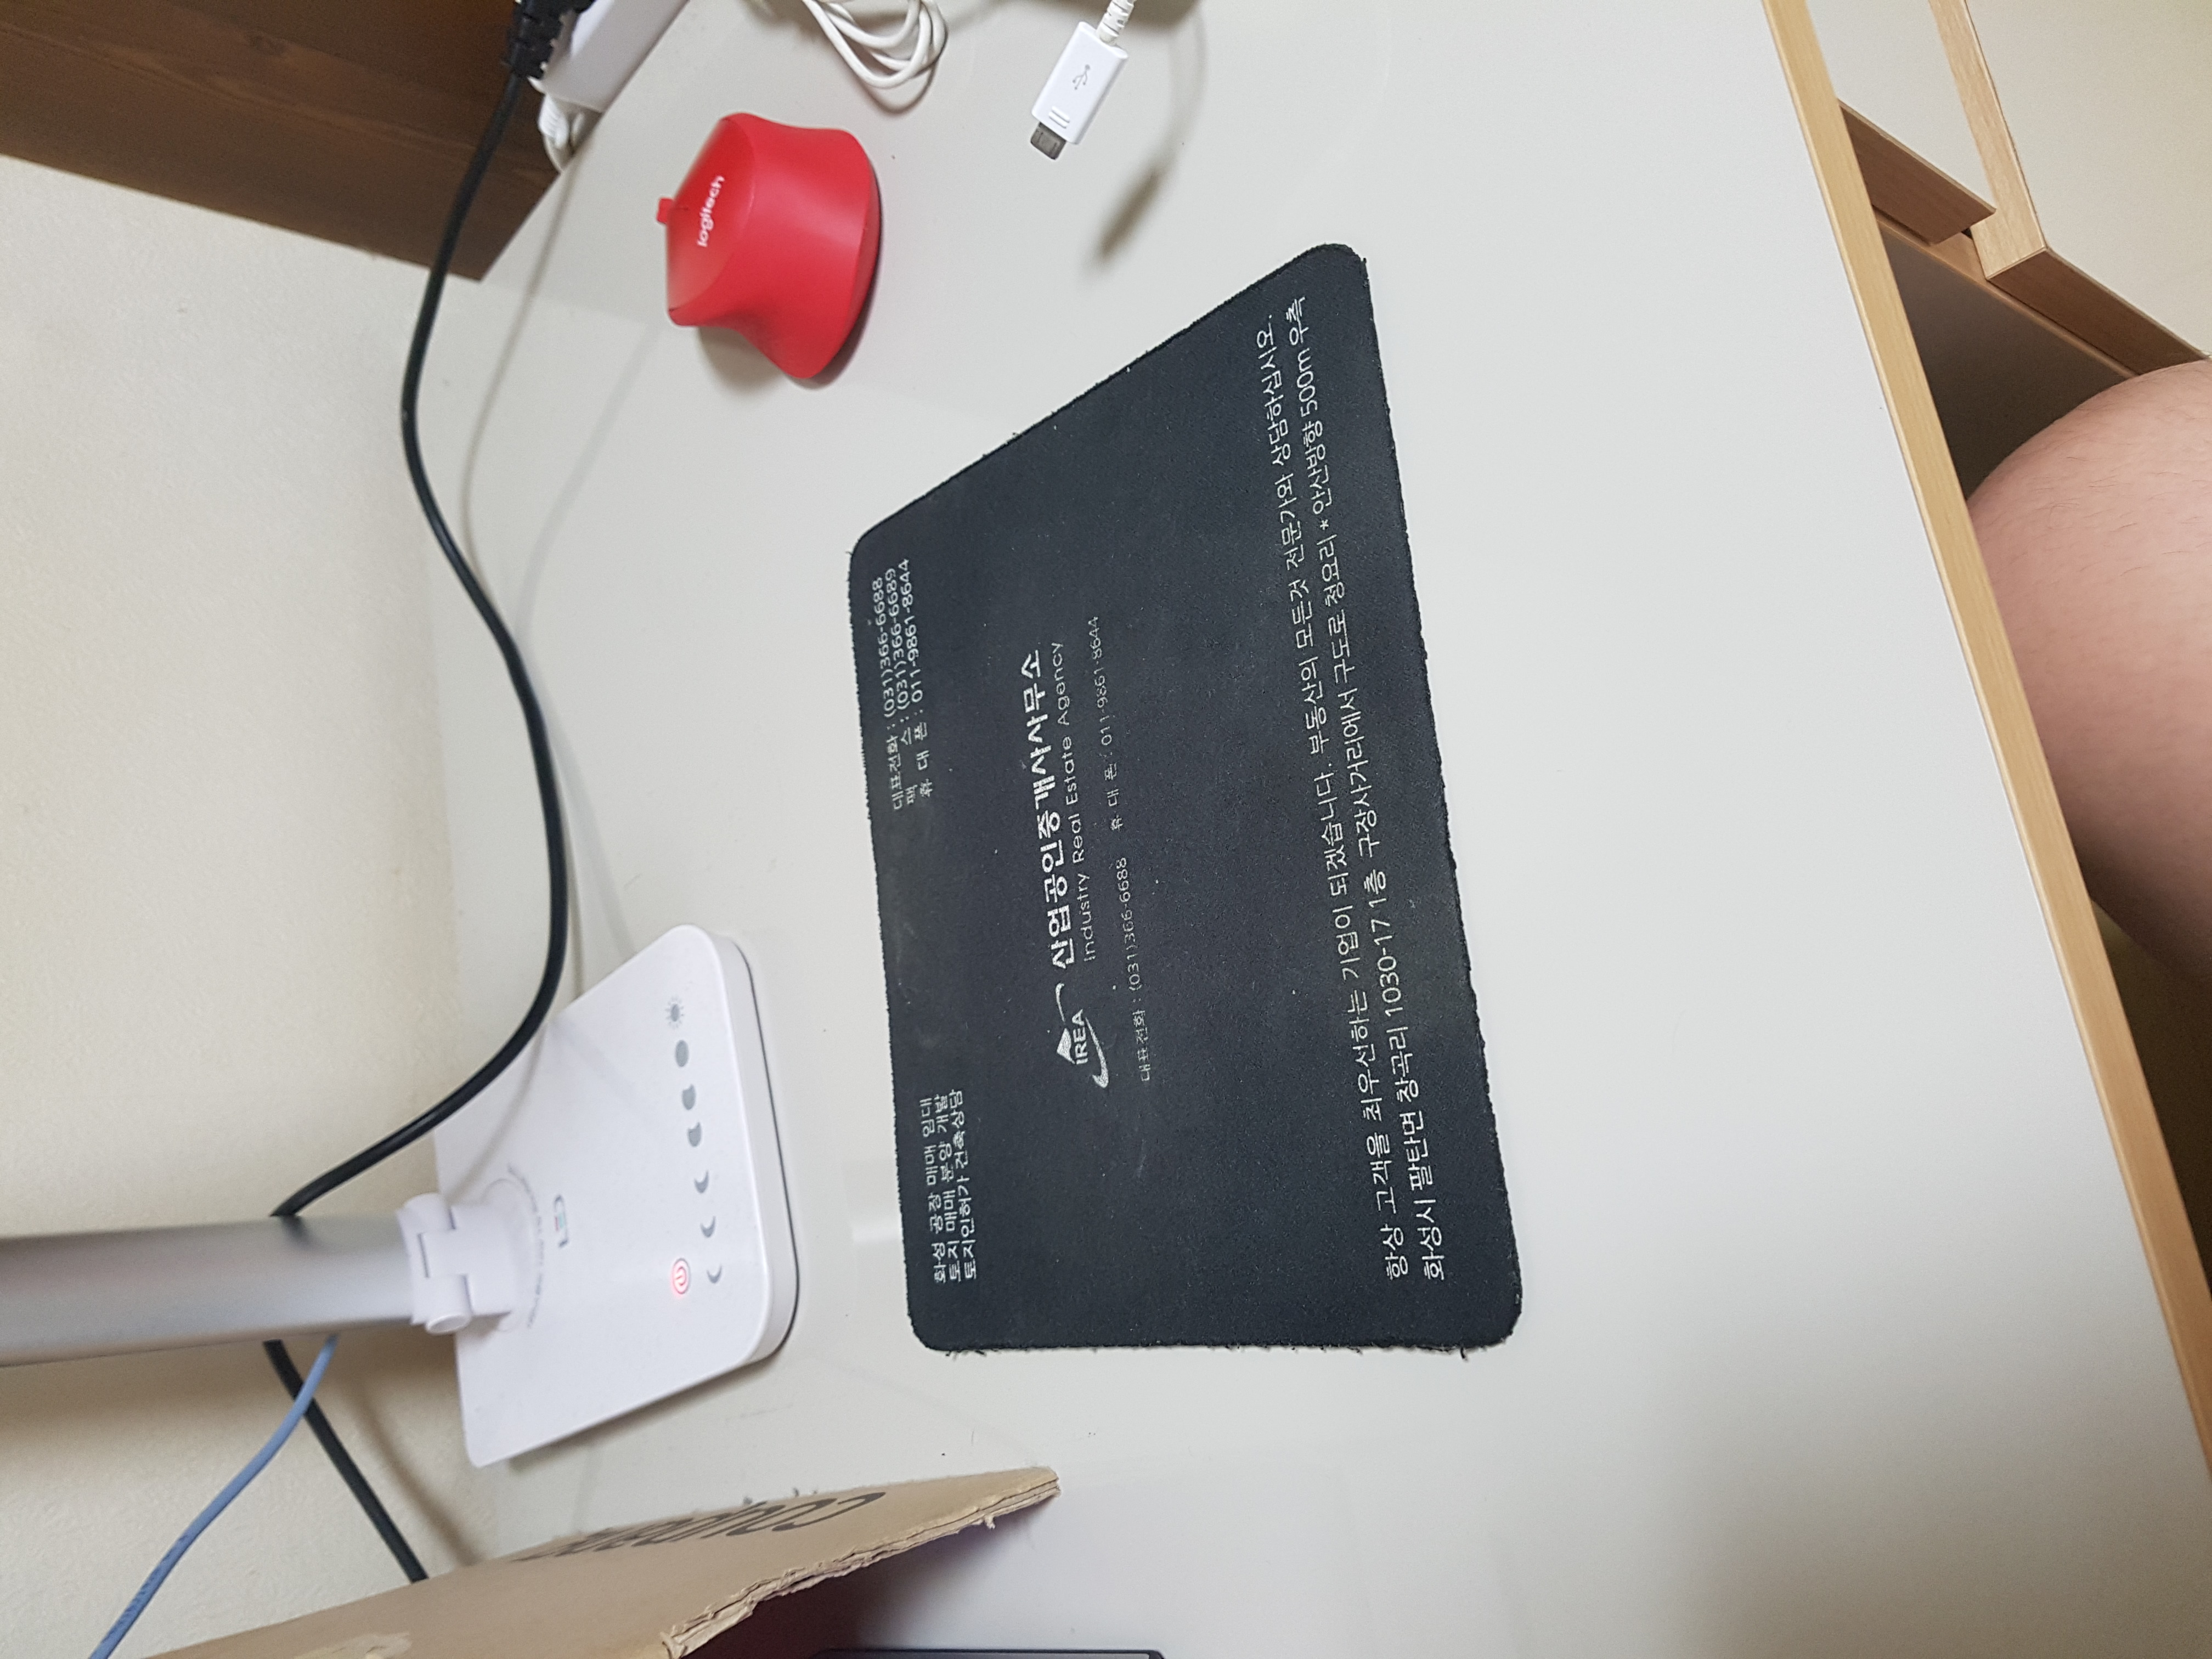 LED
logitech
화성 공장 매매 임대
토지 매매 분양 개발
토지인허가 건축상담
대표전화 : (031)366-6688
팩 스 : (031)366-6689
휴 대 폰 : 011-9861-8644
IREA
산업공인중개사사무소
Industry Real Estate Agency
대표전화 : (031)366-6688 휴 대 폰 : 011-9861-8644
항상 고객을 최우선하는 기업이 되겠습니다. 부동산의 모든것 전문가와 상담하십시오.
화성시 팔탄면 창곡리 1030-17 1층 구장사거리에서 구도로 청요리 * 안산방향 500m 우측